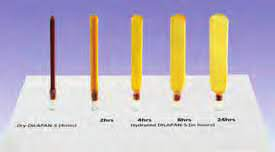 2hrs 4hrs 6hrs 24hrs
Dry DILAPAN-S (4mm) Hydrated DILAPAN-S (in hours)